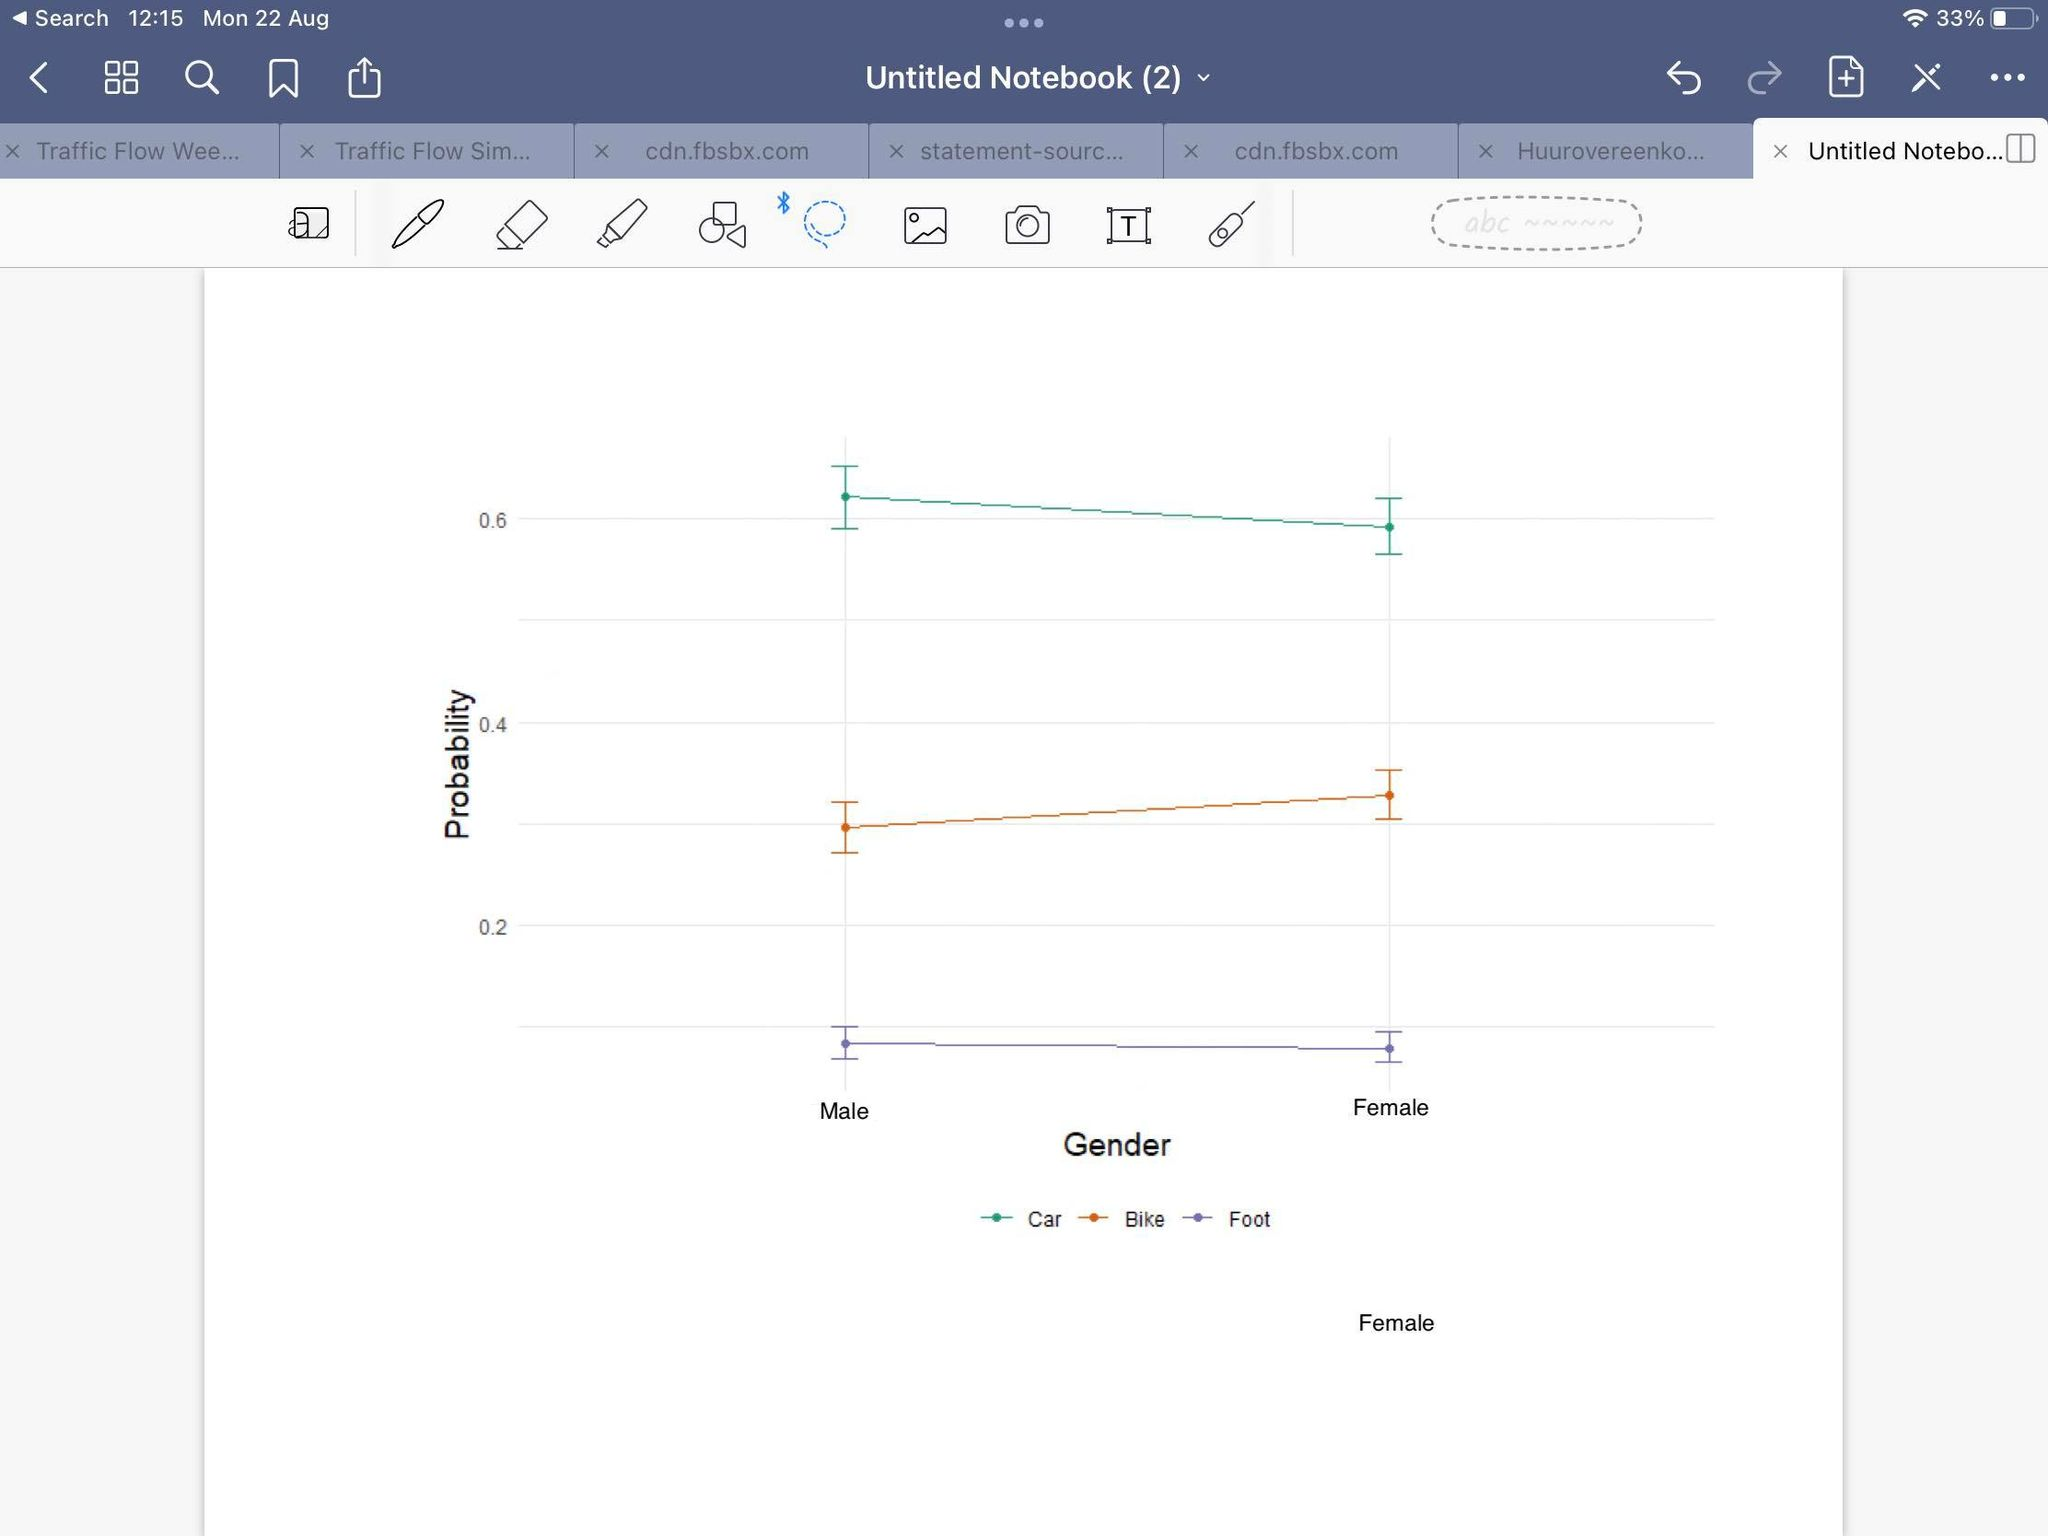 Search 12:15 Mon 22 Aug 33%
Untitled Notebook (2)
Traffic Flow Wee... Traffic Flow Sim... cdn.fbsbx.com statement-sourc... cdn.fbsbx.com Huurovereenko... Untitled Notebo...
T abc
0.6
0.4
0.2
Probability
Male Female
Gender
Car Bike Foot
Female